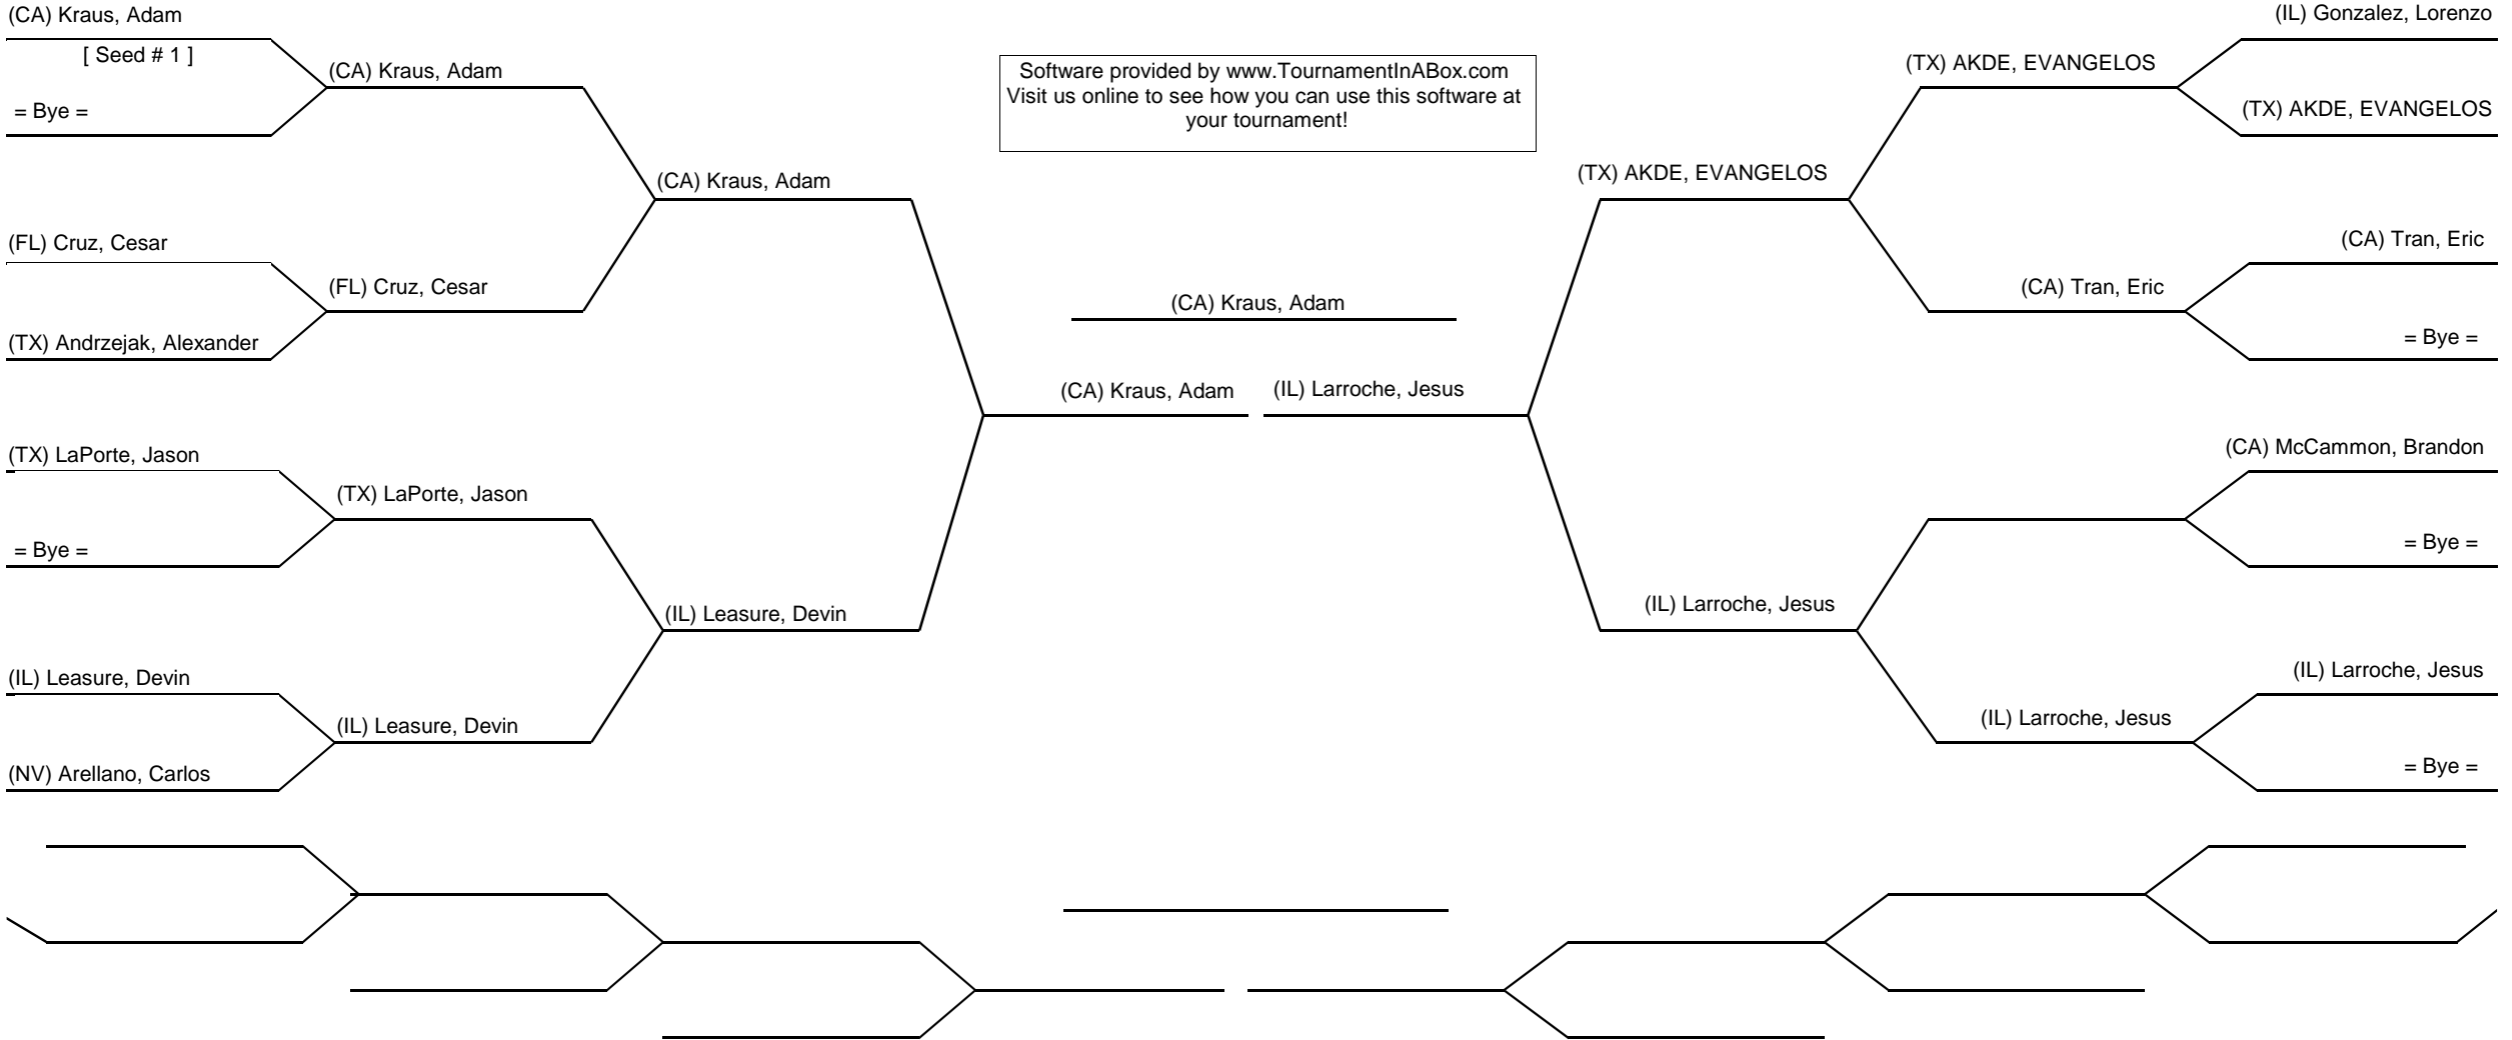 (CA) Kraus, Adam
[ Seed # 1 ]
= Bye =
(FL) Cruz, Cesar
(TX) Andrzejak, Alexander
(TX) LaPorte, Jason
= Bye =
(IL) Leasure, Devin
(NV) Arellano, Carlos
(CA) Kraus, Adam
(FL) Cruz, Cesar
(TX) LaPorte, Jason
(IL) Leasure, Devin
(CA) Kraus, Adam
(IL) Leasure, Devin
Software provided by www.TournamentInABox.com
Visit us online to see how you can use this software at
your tournament!
(CA) Kraus, Adam
(CA) Kraus, Adam
(IL) Larroche, Jesus
(TX) AKDE, EVANGELOS
(IL) Larroche, Jesus
(TX) AKDE, EVANGELOS
(CA) Tran, Eric
(IL) Larroche, Jesus
(IL) Gonzalez, Lorenzo
(TX) AKDE, EVANGELOS
(CA) Tran, Eric
= Bye =
(CA) McCammon, Brandon
= Bye =
(IL) Larroche, Jesus
= Bye =